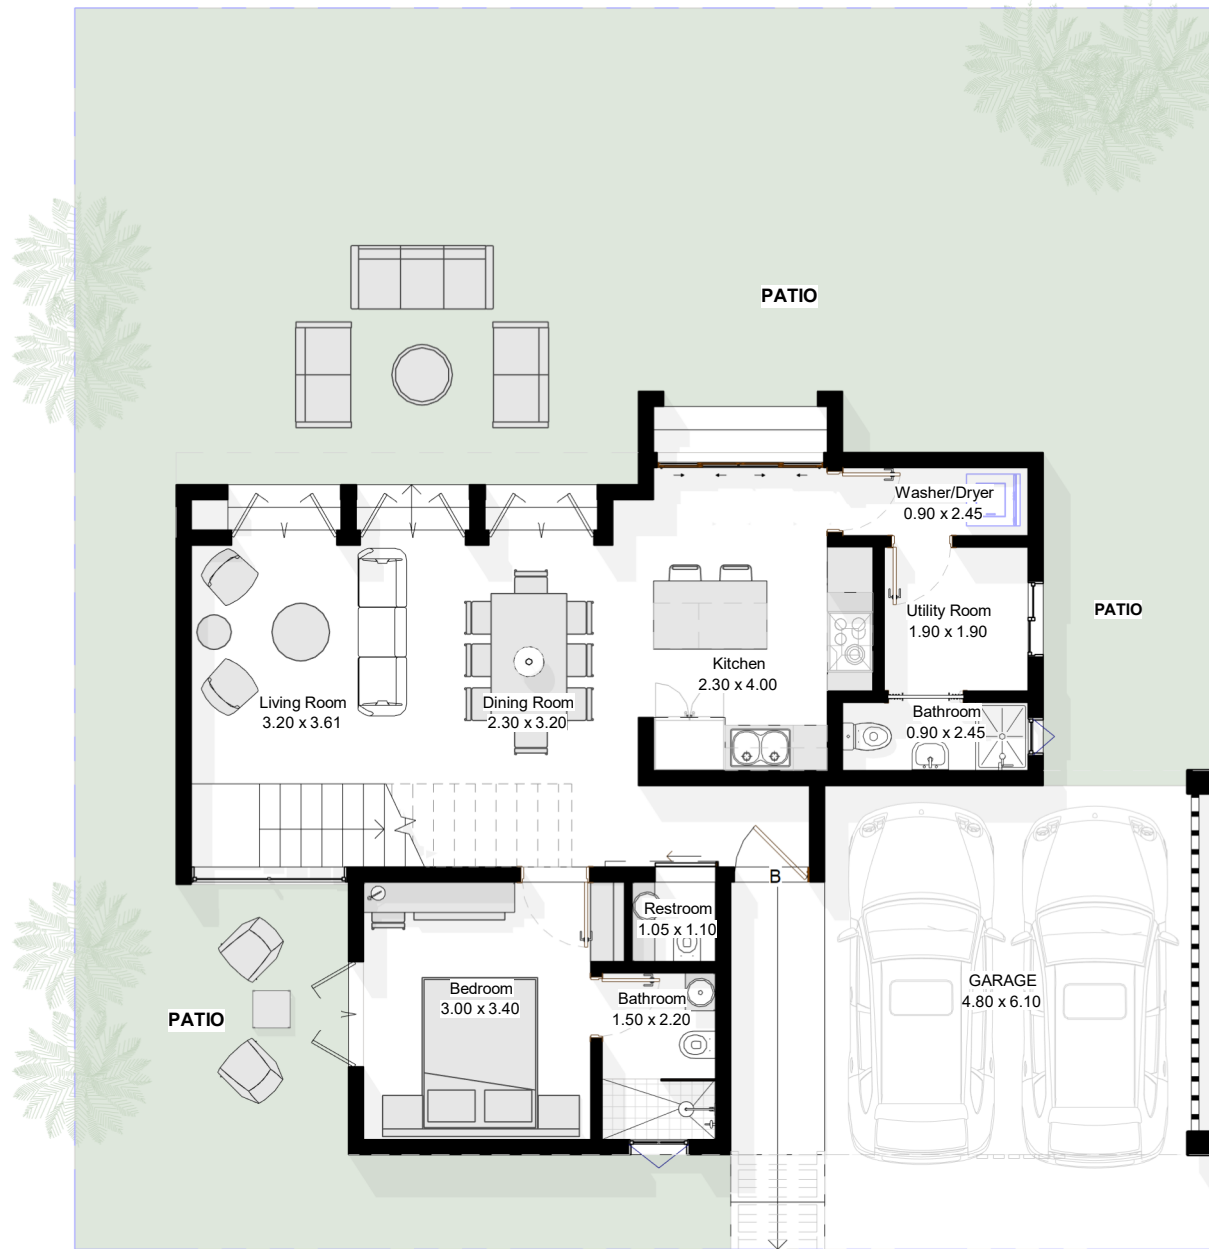 PATIO
Washer/Dryer
0.90 x 2.45
PATIO
Utility Room
1.90 x 1.90
Kitchen
2.30 x 4.00
Living Room
3.20 x 3.61
Dining Room
2.30 x 3.20
Bathroom
0.90 x 2.45
B
Restroom
1.05 x 1.10
GARAGE
4.80 x 6.10
Bedroom
3.00 x 3.40
Bathroom
1.50 x 2.20
PATIO